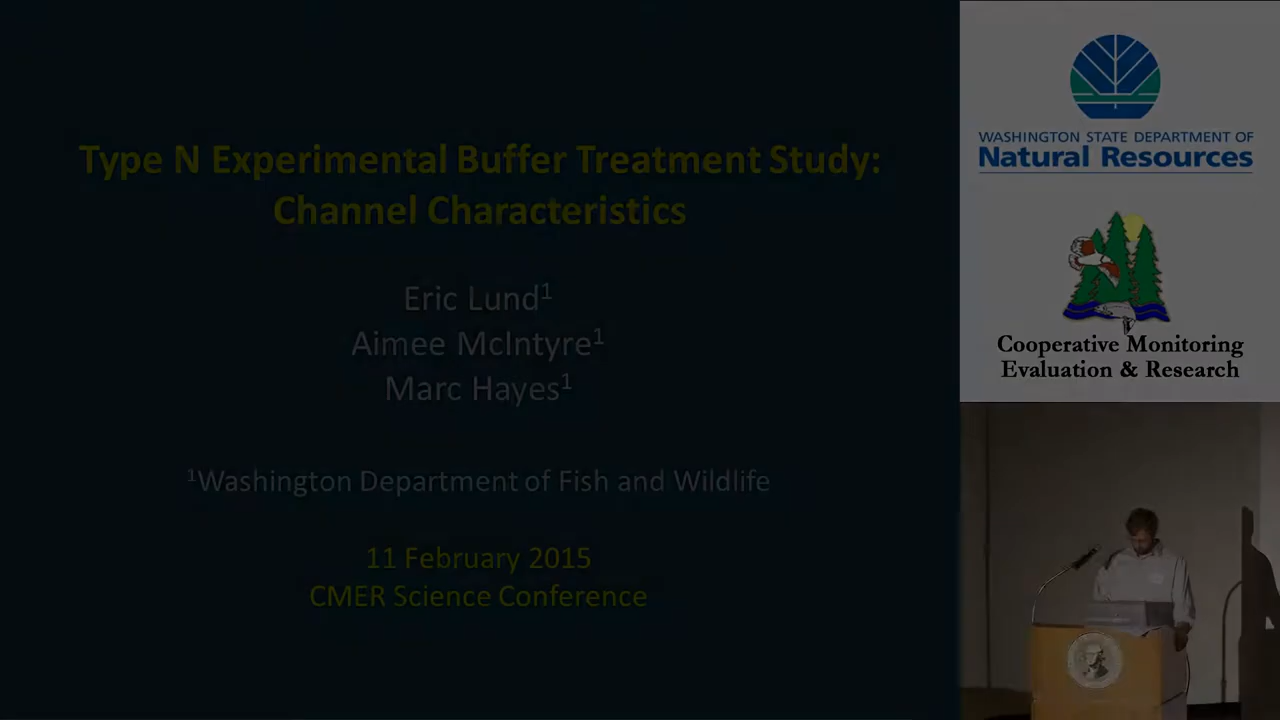 Type N Experimental Buffer Treatment Study:
Channel Characteristics
Eric Lund¹
Aimee McIntyre¹
Marc Hayes¹
¹Washington Department of Fish and Wildlife
11 February 2015
CMER Science Conference
WASHINGTON STATE DEPARTMENT OF
Natural Resources
Cooperative Monitoring
Evaluation & Research